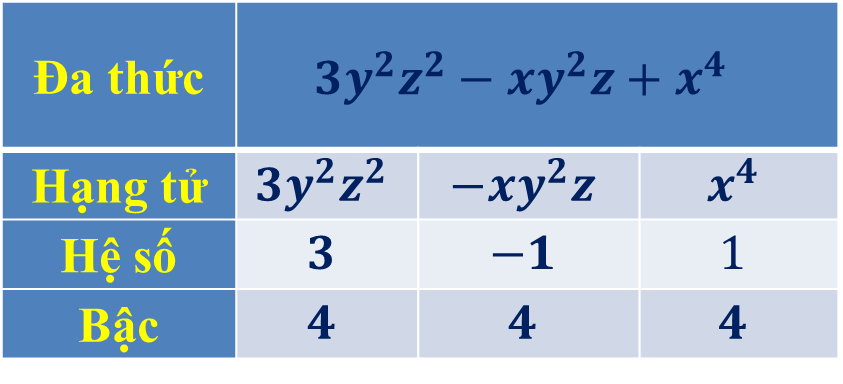 Đa thức 3y²z² − xy²z + x⁴
Hạng tử 3y²z² −xy²z x⁴
Hệ số 3 −1 1
Bậc 4 4 4